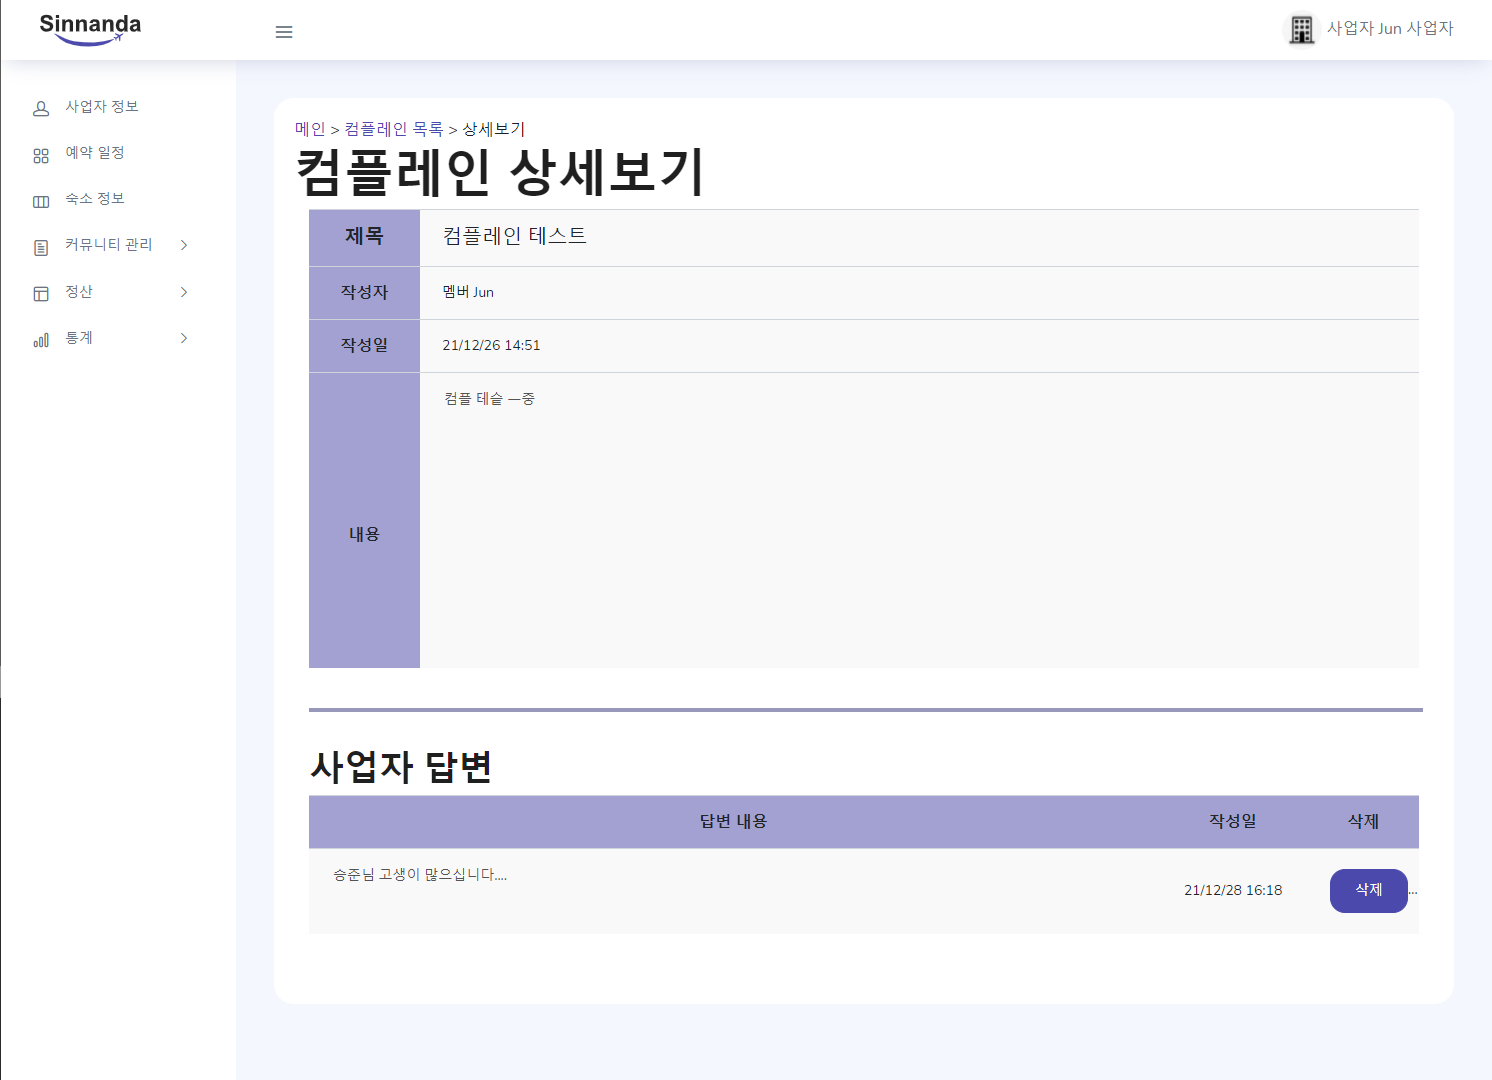 Sinnanda
사업자 Jun 사업자
사업자 정보
예약 일정
숙소 정보
커뮤니티 관리
정산
통계
메인 > 컴플레인 목록 > 상세보기
컴플레인 상세보기
제목 컴플레인 테스트
작성자 멤버 Jun
작성일 21/12/26 14:51
내용 컴플 테슽 ㅡ중
사업자 답변
답변 내용 작성일 삭제
승준님 고생이 많으십니다.... 21/12/28 16:18 삭제 ...